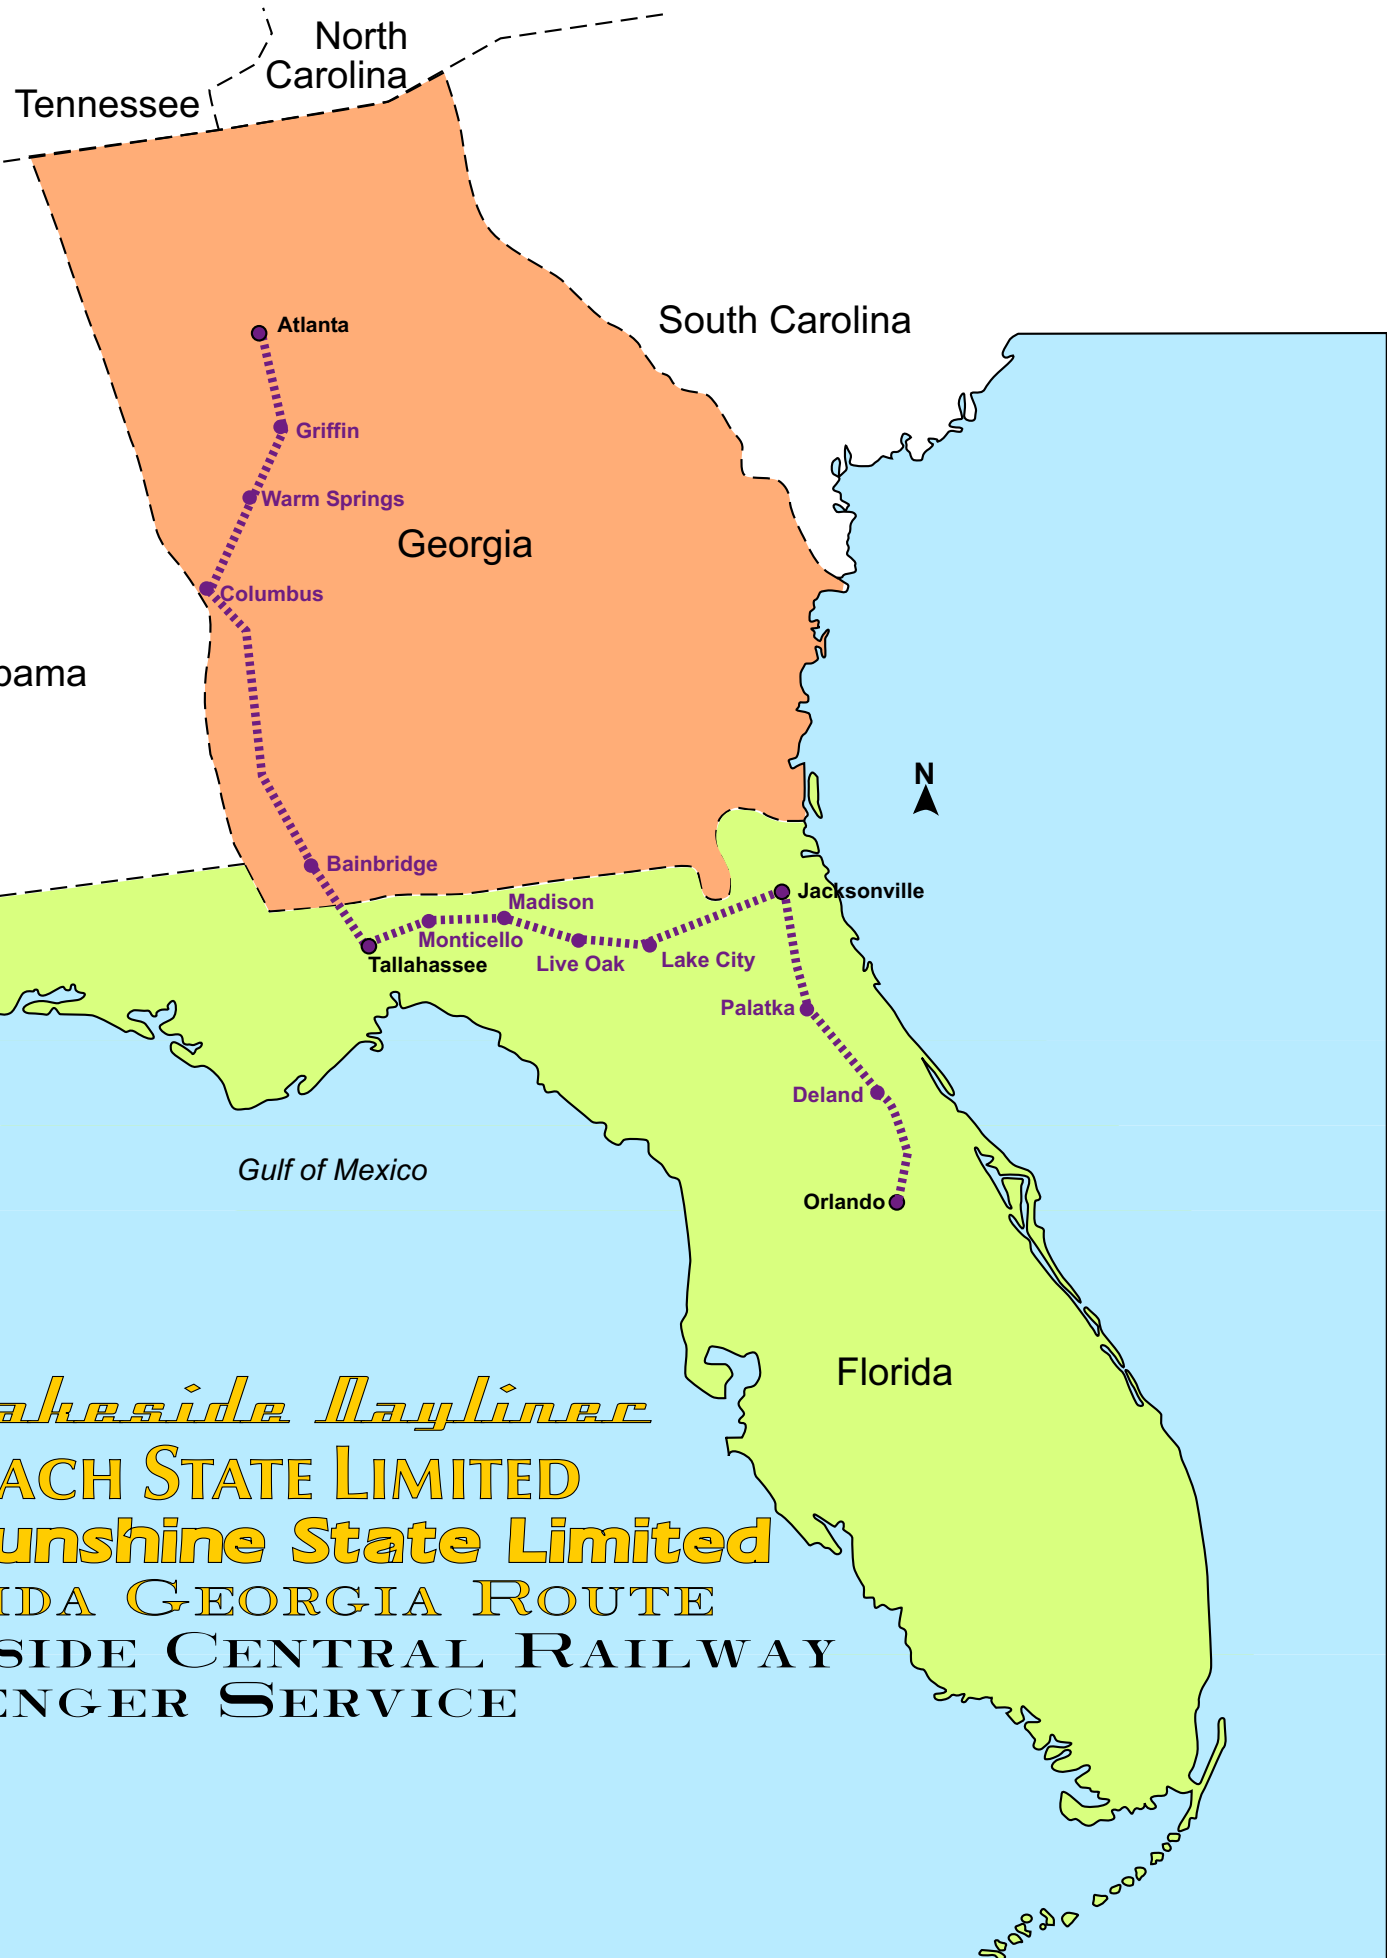 North
Carolina
Tennessee
South Carolina
Atlanta
Griffin
Warm Springs
Georgia
Columbus
bama
N
Bainbridge
Jacksonville
Madison
Monticello
Tallahassee
Live Oak
Lake City
Palatka
Deland
Gulf of Mexico
Orlando
Florida
akeside Dayliner
ACH STATE LIMITED
unshine State Limited
IDA GEORGIA ROUTE
SIDE CENTRAL RAILWAY
ENGER SERVICE